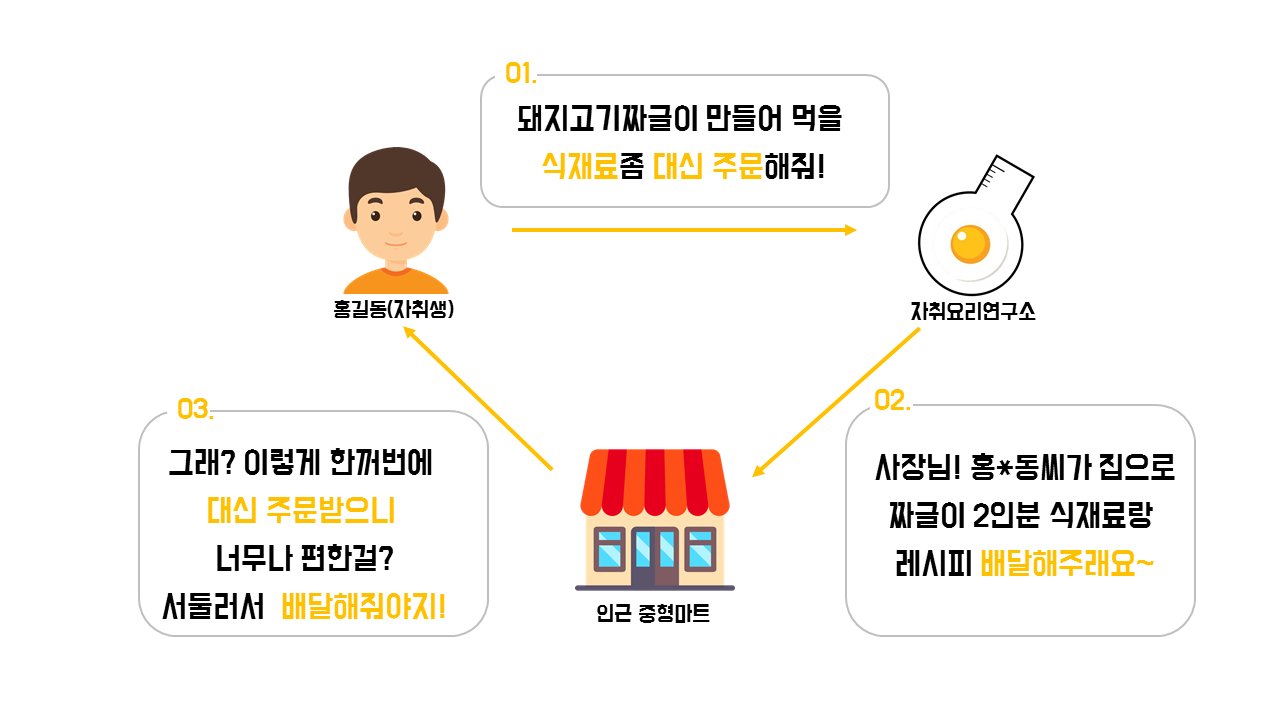 01.
돼지고기짜글이 만들어 먹을
식재료좀 대신 주문해줘!
홍길동(자취생)
자취요리연구소
02.
사장님! 홍*동씨가 집으로
짜글이 2인분 식재료랑
레시피 배달해주래요~
03.
그래? 이렇게 한꺼번에
대신 주문받으니
너무나 편한걸?
서둘러서 배달해줘야지!
인근 중형마트